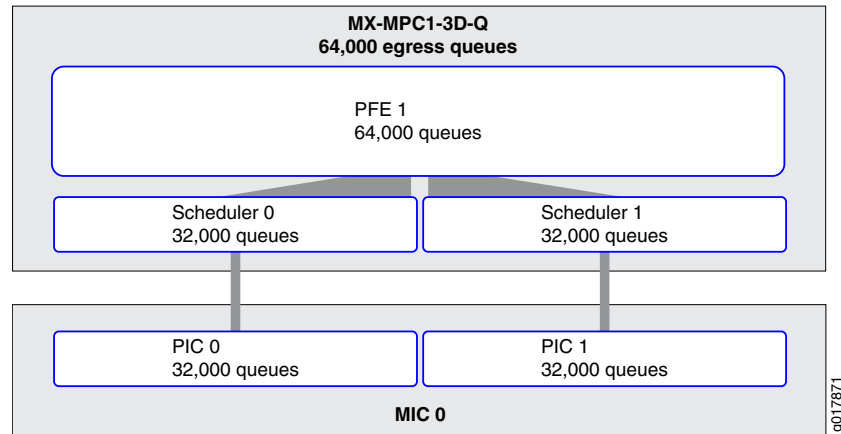 MX-MPC1-3D-Q
64,000 egress queues
PFE 1
64,000 queues
Scheduler 0
32,000 queues
Scheduler 1
32,000 queues
PIC 0
32,000 queues
PIC 1
32,000 queues
MIC 0
g017871